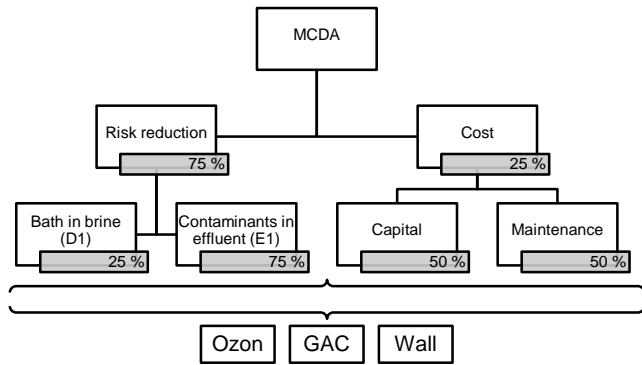 MCDA
Risk reduction
75 %
Cost
25 %
Bath in brine
(D1)
25 %
Contaminants in
effluent (E1)
75 %
Capital
50 %
Maintenance
50 %
Ozon
GAC
Wall